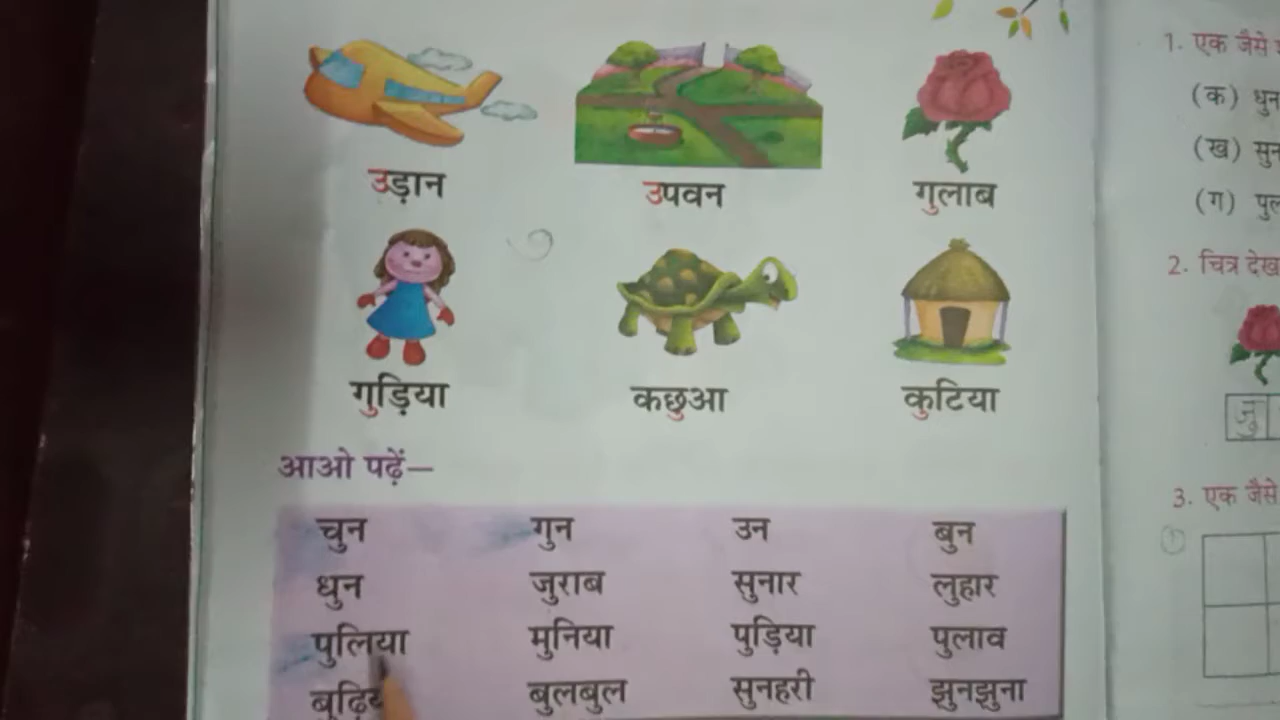 उड़ान उपवन गुलाब
गुड़िया कछुआ कुटिया
आओ पढ़ें—
चुन गुन उन बुन
धुन जुराब सुनार लुहार
पुलिया मुनिया पुड़िया पुलाव
बुलबुल सुनहरी झुनझुना
1. एक जैसे
(क) धुन
(ख)
(ग)
2. चित्र
जु
3. एक जैसे